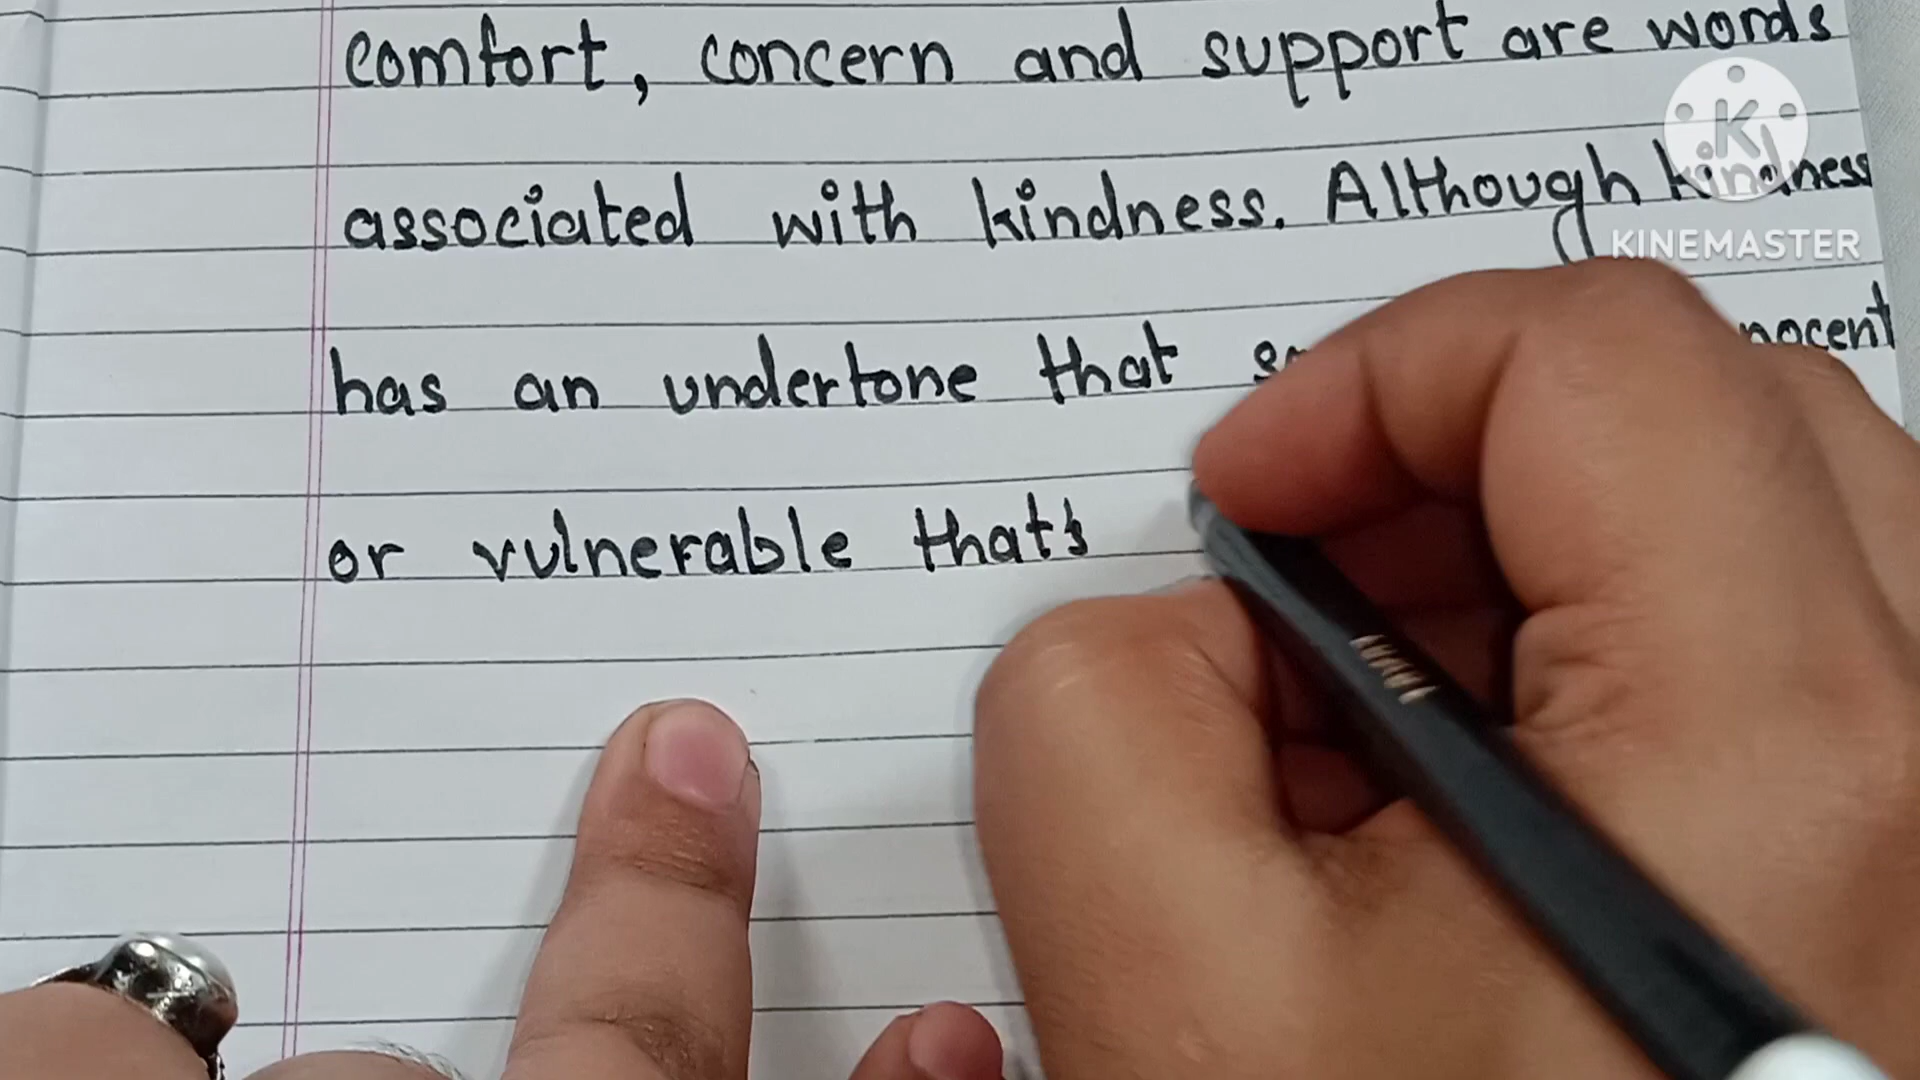 comfort, concern and support are words
associated with kindness. Although kindness
has an undertone that
or vulnerable that's
K
KINEMASTER